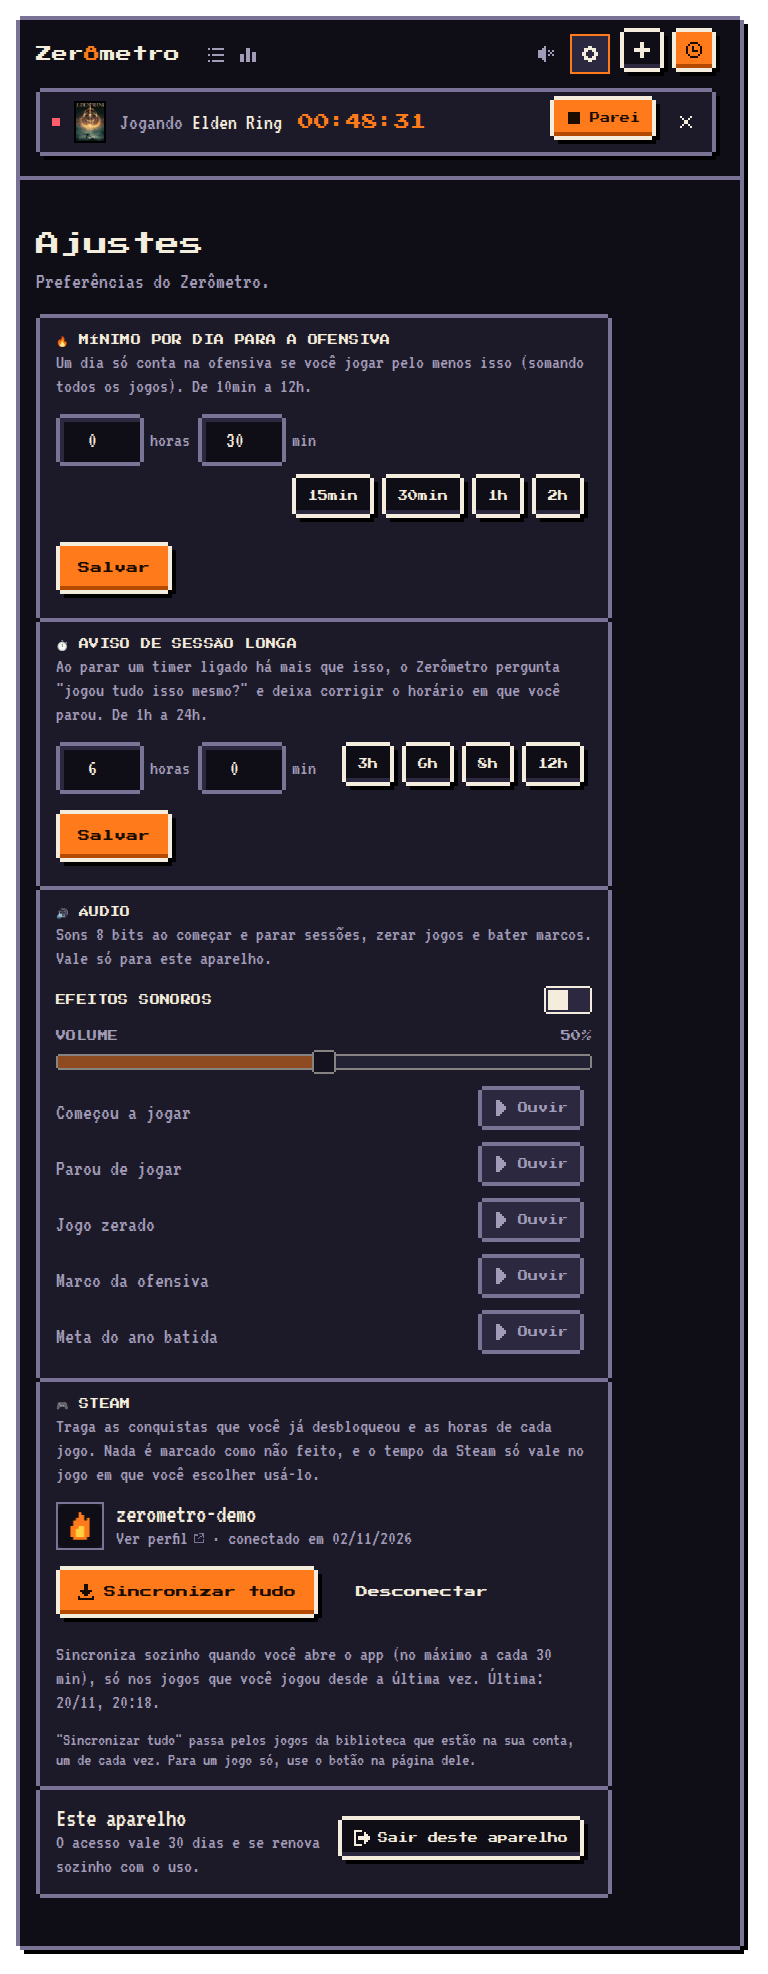 Zerômetro
Jogando Elden Ring 00:48:31 Parei
Ajustes
Preferências do Zerômetro.
MíNIMO POR DIA PARA A OFENSIVA
Um dia só conta na ofensiva se você jogar pelo menos isso (somando
todos os jogos). De 10min a 12h.
0 horas 30 min
15min 30min 1h 2h
Salvar
AVISO DE SESSÃO LONGA
Ao parar um timer ligado há mais que isso, o Zerômetro pergunta
"jogou tudo isso mesmo?" e deixa corrigir o horário em que você
parou. De 1h a 24h.
6 horas 0 min 3h 6h 8h 12h
Salvar
ÁUDIO
Sons 8 bits ao começar e parar sessões, zerar jogos e bater marcos.
Vale só para este aparelho.
EFEITOS SONOROS
VOLUME 50%
Começou a jogar Ouvir
Parou de jogar Ouvir
Jogo zerado Ouvir
Marco da ofensiva Ouvir
Meta do ano batida Ouvir
STEAM
Traga as conquistas que você já desbloqueou e as horas de cada
jogo. Nada é marcado como não feito, e o tempo da Steam só vale no
jogo em que você escolher usá-lo.
zerometro-demo
Ver perfil · conectado em 02/11/2026
Sincronizar tudo Desconectar
Sincroniza sozinho quando você abre o app (no máximo a cada 30
min), só nos jogos que você jogou desde a última vez. Última:
20/11, 20:18.
"Sincronizar tudo" passa pelos jogos da biblioteca que estão na sua conta,
um de cada vez. Para um jogo só, use o botão na página dele.
Este aparelho
O acesso vale 30 dias e se renova
sozinho com o uso.
Sair deste aparelho